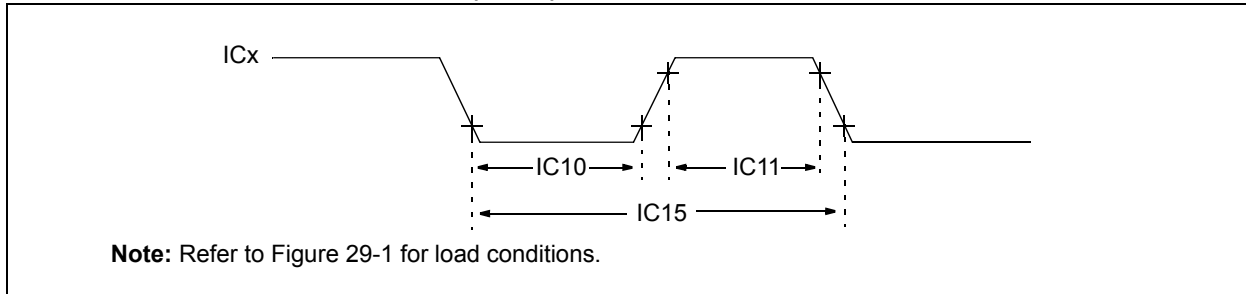 ICx
IC10
IC11
IC15
Note: Refer to Figure 29-1 for load conditions.